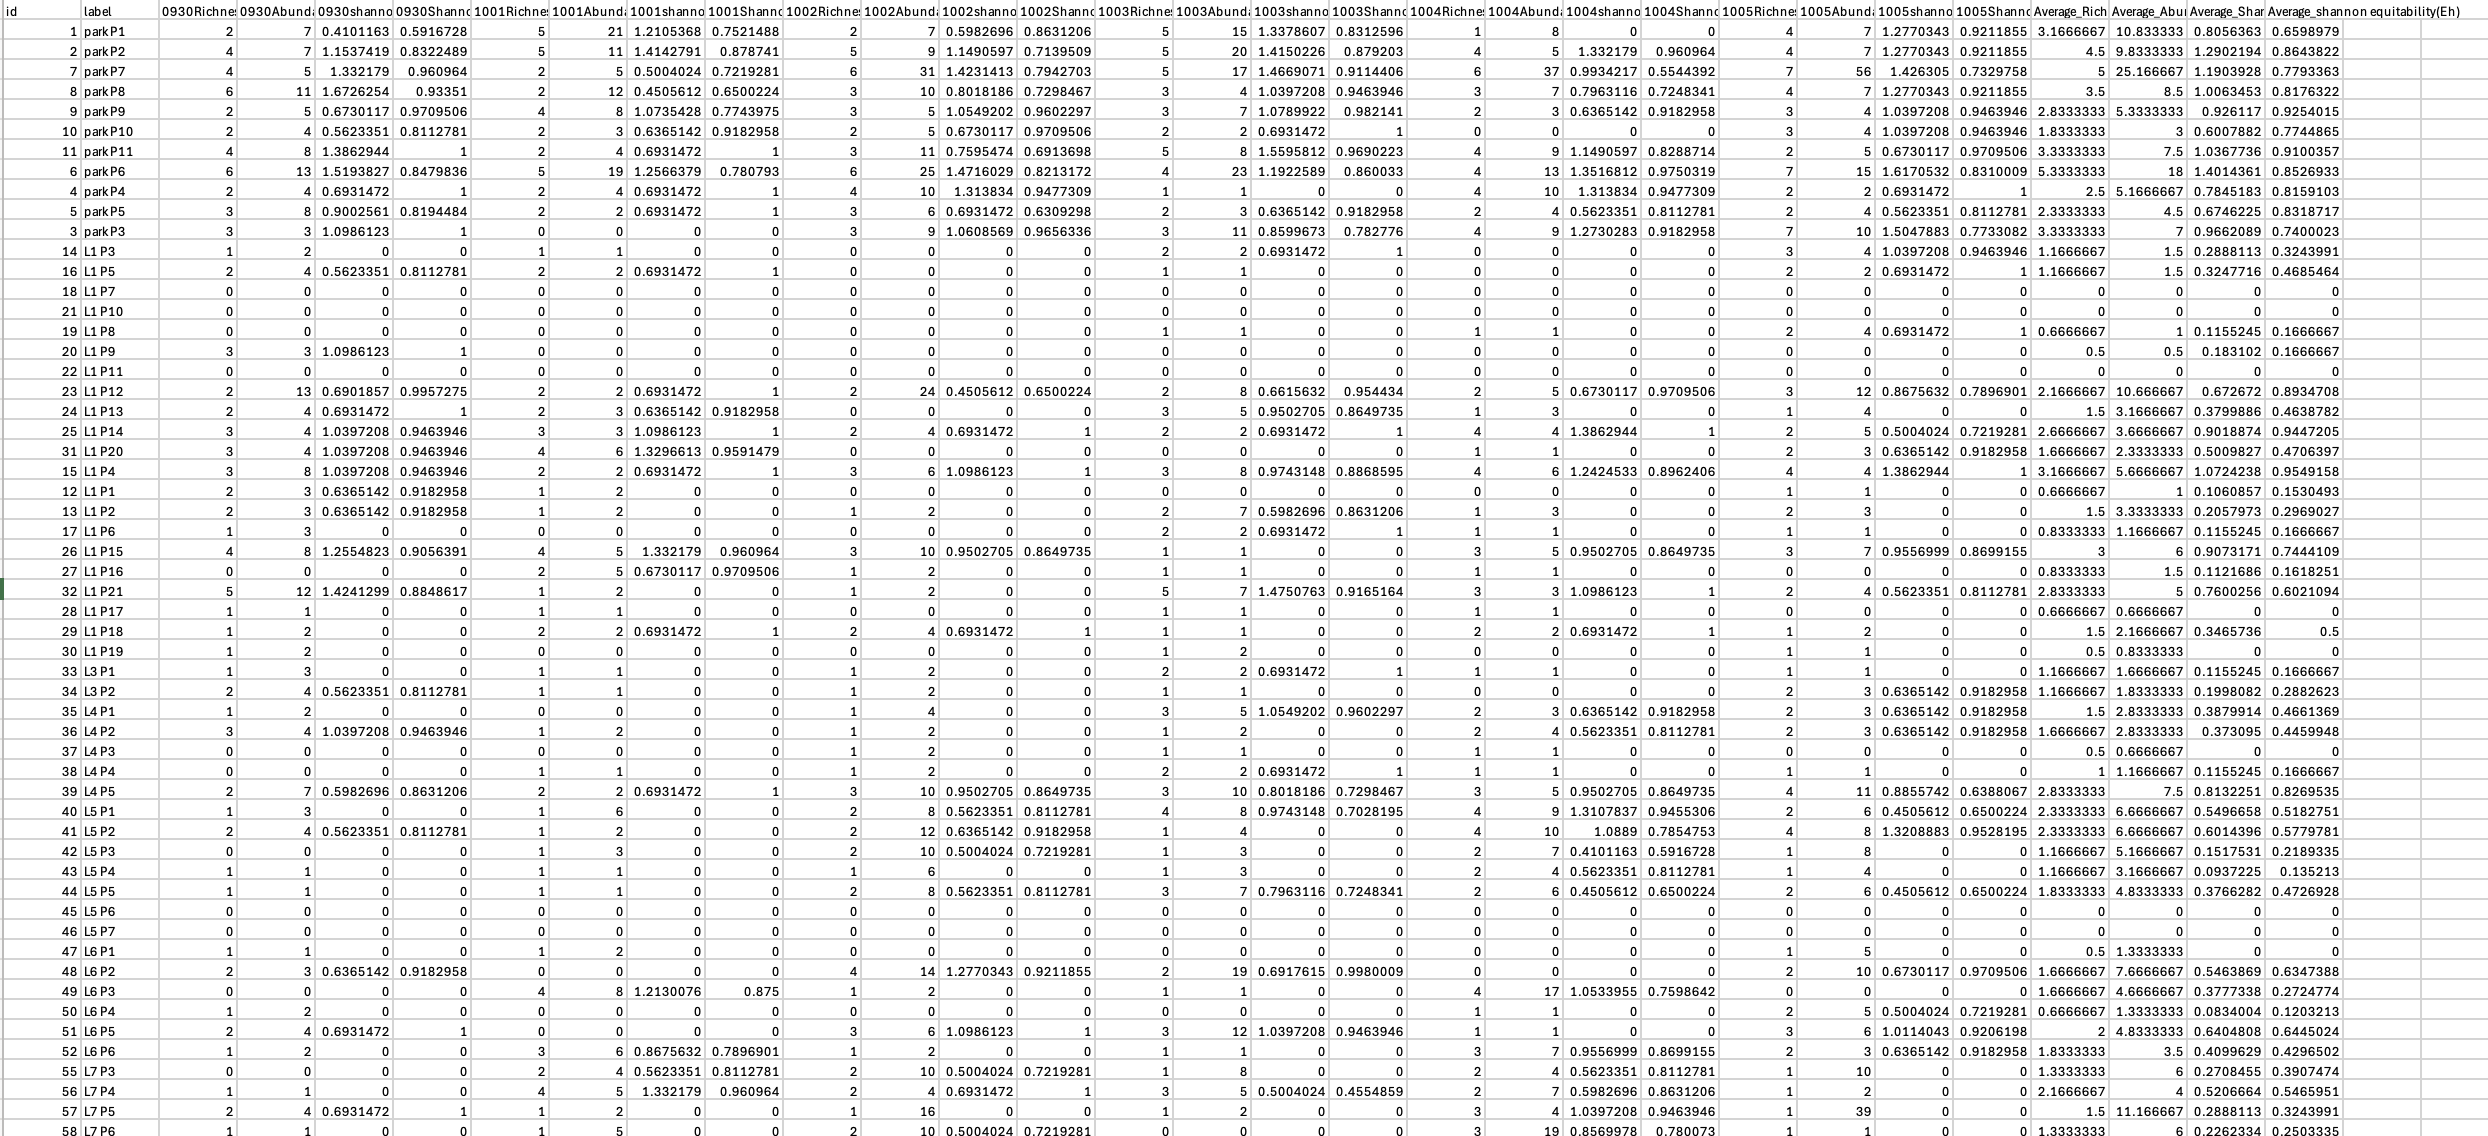 id label 0930Richne 0930Abund 0930shanno 0930Shann 1001Richne 1001Abund 1001shanno 1001Shann 1002Richne 1002Abund 1002shanno 1002Shann 1003Richne 1003Abund 1003shanno 1003Shann 1004Richne 1004Abund 1004shanno 1004Shann 1005Richne 1005Abund 1005shanno 1005Shann Average_Rich Average_Abu Average_Shar Average_shannon equitability(Eh)
1 parkP1 2 7 0.4101163 0.5916728 5 21 1.2105368 0.7521488 2 7 0.5982696 0.8631206 5 15 1.3378607 0.8312596 1 8 0 0 4 7 1.2770343 0.9211855 3.1666667 10.833333 0.8056363 0.6598979
2 parkP2 4 7 1.1537419 0.8322489 5 11 1.4142791 0.878741 5 9 1.1490597 0.7139509 5 20 1.4150226 0.879203 4 5 1.332179 0.960964 4 7 1.2770343 0.9211855 4.5 9.8333333 1.2902194 0.8643822
7 parkP7 4 5 1.332179 0.960964 2 5 0.5004024 0.7219281 6 31 1.4231413 0.7942703 5 17 1.4669071 0.9114406 6 37 0.9934217 0.5544392 7 56 1.426305 0.7329758 5 25.166667 1.1903928 0.7793363
8 parkP8 6 11 1.6726254 0.93351 2 12 0.4505612 0.6500224 3 10 0.8018186 0.7298467 3 4 1.0397208 0.9463946 3 7 0.7963116 0.7248341 4 7 1.2770343 0.9211855 3.5 8.5 1.0063453 0.8176322
9 parkP9 2 5 0.6730117 0.9709506 4 8 1.0735428 0.7743975 3 5 1.0549202 0.9602297 3 7 1.0789922 0.982141 2 3 0.6365142 0.9182958 3 4 1.0397208 0.9463946 2.8333333 5.3333333 0.926117 0.9254015
10 parkP10 2 4 0.5623351 0.8112781 2 3 0.6365142 0.9182958 2 5 0.6730117 0.9709506 2 2 0.6931472 1 0 0 0 0 3 4 1.0397208 0.9463946 1.8333333 3 0.6007882 0.7744865
11 parkP11 4 8 1.3862944 1 2 4 0.6931472 1 3 11 0.7595474 0.6913698 5 8 1.5595812 0.9690223 4 9 1.1490597 0.8288714 2 5 0.6730117 0.9709506 3.3333333 7.5 1.0367736 0.9100357
6 parkP6 6 13 1.5193827 0.8479836 5 19 1.2566379 0.780793 6 25 1.4716029 0.8213172 4 23 1.1922589 0.860033 4 13 1.3516812 0.9750319 7 15 1.6170532 0.8310009 5.3333333 18 1.4014361 0.8526933
4 parkP4 2 4 0.6931472 1 2 4 0.6931472 1 4 10 1.313834 0.9477309 1 1 0 0 4 10 1.313834 0.9477309 2 2 0.6931472 1 2.5 5.1666667 0.7845183 0.8159103
5 parkP5 3 8 0.9002561 0.8194484 2 2 0.6931472 1 3 6 0.6931472 0.6309298 2 3 0.6365142 0.9182958 2 4 0.5623351 0.8112781 2 4 0.5623351 0.8112781 2.3333333 4.5 0.6746225 0.8318717
3 parkP3 3 3 1.0986123 1 0 0 0 0 3 9 1.0608569 0.9656336 3 11 0.8599673 0.782776 4 9 1.2730283 0.9182958 7 10 1.5047883 0.7733082 3.3333333 7 0.9662089 0.7400023
14 L1P3 1 2 0 0 1 1 0 0 0 0 0 0 2 2 0.6931472 1 0 0 0 0 3 4 1.0397208 0.9463946 1.1666667 1.5 0.2888113 0.3243991
16 L1P5 2 4 0.5623351 0.8112781 2 2 0.6931472 1 0 0 0 0 1 1 0 0 0 0 0 0 2 2 0.6931472 1 1.1666667 1.5 0.3247716 0.4685464
18 L1P7 0 0 0 0 0 0 0 0 0 0 0 0 0 0 0 0 0 0 0 0 0 0 0 0 0 0 0 0
21 L1P10 0 0 0 0 0 0 0 0 0 0 0 0 0 0 0 0 0 0 0 0 0 0 0 0 0 0 0 0
19 L1P8 0 0 0 0 0 0 0 0 0 0 0 0 1 1 0 0 1 1 0 0 2 4 0.6931472 1 0.6666667 1 0.1155245 0.1666667
20 L1P9 3 3 1.0986123 1 0 0 0 0 0 0 0 0 0 0 0 0 0 0 0 0 0 0 0 0 0.5 0.5 0.183102 0.1666667
22 L1P11 0 0 0 0 0 0 0 0 0 0 0 0 0 0 0 0 0 0 0 0 0 0 0 0 0 0 0 0
23 L1P12 2 13 0.6901857 0.9957275 2 2 0.6931472 1 2 24 0.4505612 0.6500224 2 8 0.6615632 0.954434 2 5 0.6730117 0.9709506 3 12 0.8675632 0.7896901 2.1666667 10.666667 0.672672 0.8934708
24 L1P13 2 4 0.6931472 1 2 3 0.6365142 0.9182958 0 0 0 0 3 5 0.9502705 0.8649735 1 3 0 0 1 4 0 0 1.5 3.1666667 0.3799886 0.4638782
25 L1P14 3 4 1.0397208 0.9463946 3 3 1.0986123 1 2 4 0.6931472 1 2 2 0.6931472 1 4 4 1.3862944 1 2 5 0.5004024 0.7219281 2.6666667 3.6666667 0.9018874 0.9447205
31 L1P20 3 4 1.0397208 0.9463946 4 6 1.3296613 0.9591479 0 0 0 0 0 0 0 0 1 1 0 0 2 3 0.6365142 0.9182958 1.6666667 2.3333333 0.5009827 0.4706397
15 L1P4 3 8 1.0397208 0.9463946 2 2 0.6931472 1 3 6 1.0986123 1 3 8 0.9743148 0.8868595 4 6 1.2424533 0.8962406 4 4 1.3862944 1 3.1666667 5.6666667 1.0724238 0.9549158
12 L1P1 2 3 0.6365142 0.9182958 1 2 0 0 0 0 0 0 0 0 0 0 0 0 0 0 1 1 0 0 0.6666667 1 0.1060857 0.1530493
13 L1P2 2 3 0.6365142 0.9182958 1 2 0 0 1 2 0 0 2 7 0.5982696 0.8631206 1 3 0 0 2 3 0 0 1.5 3.3333333 0.2057973 0.2969027
17 L1P6 1 3 0 0 0 0 0 0 0 0 0 0 2 2 0.6931472 1 1 1 0 0 1 1 0 0 0.8333333 1.1666667 0.1155245 0.1666667
26 L1P15 4 8 1.2554823 0.9056391 4 5 1.332179 0.960964 3 10 0.9502705 0.8649735 1 1 0 0 3 5 0.9502705 0.8649735 3 7 0.9556999 0.8699155 3 6 0.9073171 0.7444109
27 L1P16 0 0 0 0 2 5 0.6730117 0.9709506 1 2 0 0 1 1 0 0 1 1 0 0 0 0 0 0 0.8333333 1.5 0.1121686 0.1618251
32 L1P21 5 12 1.4241299 0.8848617 1 2 0 0 1 2 0 0 5 7 1.4750763 0.9165164 3 3 1.0986123 1 2 4 0.5623351 0.8112781 2.8333333 5 0.7600256 0.6021094
28 L1P17 1 1 0 0 1 1 0 0 0 0 0 0 1 1 0 0 1 1 0 0 0 0 0 0 0.6666667 0.6666667 0 0
29 L1P18 1 2 0 0 2 2 0.6931472 1 2 4 0.6931472 1 1 1 0 0 2 2 0.6931472 1 1 2 0 0 1.5 2.1666667 0.3465736 0.5
30 L1P19 1 2 0 0 0 0 0 0 0 0 0 0 1 2 0 0 0 0 0 0 1 1 0 0 0.5 0.8333333 0 0
33 L3P1 1 3 0 0 1 1 0 0 1 2 0 0 2 2 0.6931472 1 1 1 0 0 1 1 0 0 1.1666667 1.6666667 0.1155245 0.1666667
34 L3P2 2 4 0.5623351 0.8112781 1 1 0 0 1 2 0 0 1 1 0 0 0 0 0 0 2 3 0.6365142 0.9182958 1.1666667 1.8333333 0.1998082 0.2882623
35 L4P1 1 2 0 0 0 0 0 0 1 4 0 0 3 5 1.0549202 0.9602297 2 3 0.6365142 0.9182958 2 3 0.6365142 0.9182958 1.5 2.8333333 0.3879914 0.4661369
36 L4P2 3 4 1.0397208 0.9463946 1 2 0 0 1 2 0 0 1 2 0 0 2 4 0.5623351 0.8112781 2 3 0.6365142 0.9182958 1.6666667 2.8333333 0.373095 0.4459948
37 L4P3 0 0 0 0 0 0 0 0 1 2 0 0 1 1 0 0 1 1 0 0 0 0 0 0 0.5 0.6666667 0 0
38 L4P4 0 0 0 0 1 1 0 0 1 2 0 0 2 2 0.6931472 1 1 1 0 0 1 1 0 0 1 1.1666667 0.1155245 0.1666667
39 L4P5 2 7 0.5982696 0.8631206 2 2 0.6931472 1 3 10 0.9502705 0.8649735 3 10 0.8018186 0.7298467 3 5 0.9502705 0.8649735 4 11 0.8855742 0.6388067 2.8333333 7.5 0.8132251 0.8269535
40 L5P1 1 3 0 0 1 6 0 0 2 8 0.5623351 0.8112781 4 8 0.9743148 0.7028195 4 9 1.3107837 0.9455306 2 6 0.4505612 0.6500224 2.3333333 6.6666667 0.5496658 0.5182751
41 L5P2 2 4 0.5623351 0.8112781 1 2 0 0 2 12 0.6365142 0.9182958 1 4 0 0 4 10 1.0889 0.7854753 4 8 1.3208883 0.9528195 2.3333333 6.6666667 0.6014396 0.5779781
42 L5P3 0 0 0 0 1 3 0 0 2 10 0.5004024 0.7219281 1 3 0 0 2 7 0.4101163 0.5916728 1 8 0 0 1.1666667 5.1666667 0.1517531 0.2189335
43 L5P4 1 1 0 0 1 1 0 0 1 6 0 0 1 3 0 0 2 4 0.5623351 0.8112781 1 4 0 0 1.1666667 3.1666667 0.0937225 0.135213
44 L5P5 1 1 0 0 1 1 0 0 2 8 0.5623351 0.8112781 3 7 0.7963116 0.7248341 2 6 0.4505612 0.6500224 2 6 0.4505612 0.6500224 1.8333333 4.8333333 0.3766282 0.4726928
45 L5P6 0 0 0 0 0 0 0 0 0 0 0 0 0 0 0 0 0 0 0 0 0 0 0 0 0 0 0 0
46 L5P7 0 0 0 0 0 0 0 0 0 0 0 0 0 0 0 0 0 0 0 0 0 0 0 0 0 0 0 0
47 L6P1 1 1 0 0 1 2 0 0 0 0 0 0 0 0 0 0 0 0 0 0 1 5 0 0 0.5 1.3333333 0 0
48 L6P2 2 3 0.6365142 0.9182958 0 0 0 0 4 14 1.2770343 0.9211855 2 19 0.6917615 0.9980009 0 0 0 0 2 10 0.6730117 0.9709506 1.6666667 7.6666667 0.5463869 0.6347388
49 L6P3 0 0 0 0 4 8 1.2130076 0.875 1 2 0 0 1 1 0 0 4 17 1.0533955 0.7598642 0 0 0 0 1.6666667 4.6666667 0.3777338 0.2724774
50 L6P4 1 2 0 0 0 0 0 0 0 0 0 0 0 0 0 0 1 1 0 0 2 5 0.5004024 0.7219281 0.6666667 1.3333333 0.0834004 0.1203213
51 L6P5 2 4 0.6931472 1 0 0 0 0 3 6 1.0986123 1 3 12 1.0397208 0.9463946 1 1 0 0 3 6 1.0114043 0.9206198 2 4.8333333 0.6404808 0.6445024
52 L6P6 1 2 0 0 3 6 0.8675632 0.7896901 1 2 0 0 1 1 0 0 3 7 0.9556999 0.8699155 2 3 0.6365142 0.9182958 1.8333333 3.5 0.4099629 0.4296502
55 L7P3 0 0 0 0 2 4 0.5623351 0.8112781 2 10 0.5004024 0.7219281 1 8 0 0 2 4 0.5623351 0.8112781 1 10 0 0 1.3333333 6 0.2708455 0.3907474
56 L7P4 1 1 0 0 4 5 1.332179 0.960964 2 4 0.6931472 1 3 5 0.5004024 0.4554859 2 7 0.5982696 0.8631206 1 2 0 0 2.1666667 4 0.5206664 0.5465951
57 L7P5 2 4 0.6931472 1 1 2 0 0 1 16 0 0 1 2 0 0 3 4 1.0397208 0.9463946 1 39 0 0 1.5 11.166667 0.2888113 0.3243991
58 L7P6 1 1 0 0 1 5 0 0 2 10 0.5004024 0.7219281 0 0 0 0 3 19 0.8569978 0.780073 1 1 0 0 1.3333333 6 0.2262334 0.2503335